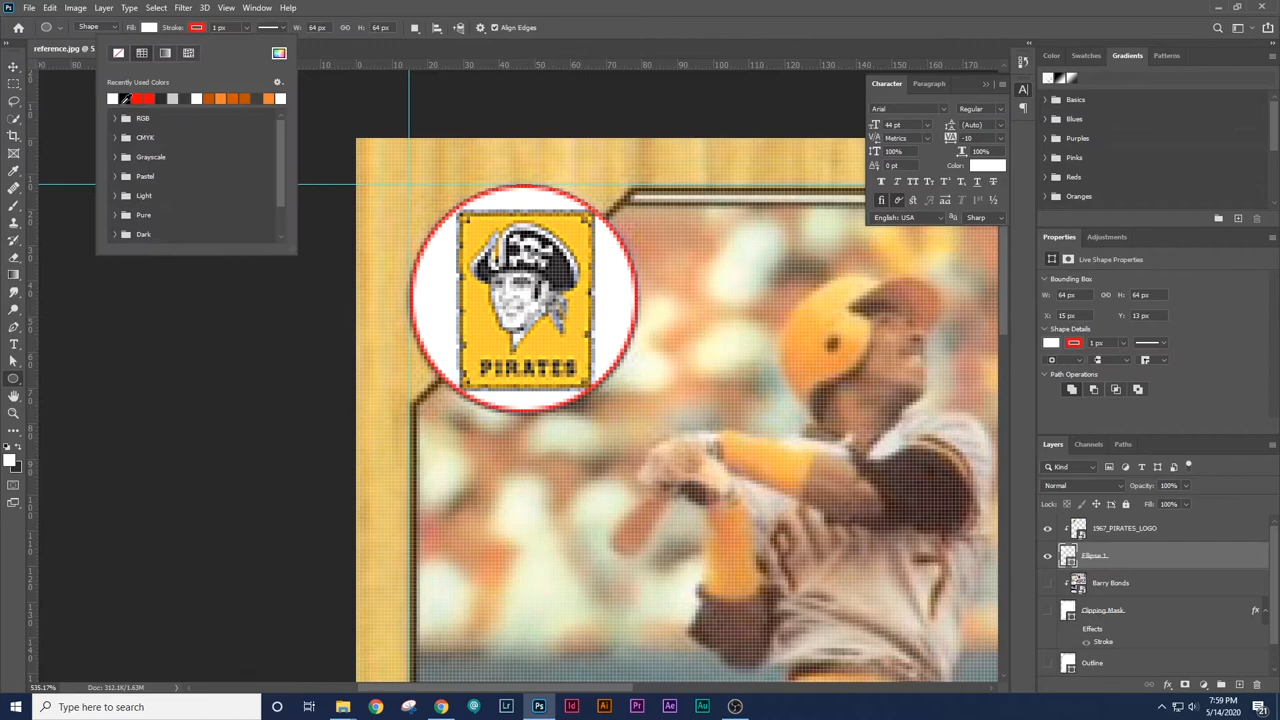 File Edit Image Layer Type Select Filter 3D View Window Help
Shape Fill: Stroke: 1 px W: 64 px H: 64 px Align Edges
reference.jpg @ 5
Recently Used Colors
RGB
CMYK
Grayscale
Pastel
Light
Pure
Dark
PIRATES
Character Paragraph
Arial Regular
44 pt (Auto)
Metrics -10
100% 100%
0 pt Color:
English: USA Sharp
Color Swatches Gradients Patterns
Basics
Blues
Purples
Pinks
Reds
Oranges
Properties Adjustments
Live Shape Properties
Bounding Box
W: 64 px H: 64 px
X: 15 px Y: 13 px
Shape Details
1 px
Path Operations
Layers Channels Paths
Kind
Normal Opacity: 100%
Lock: Fill: 100%
1967_PIRATES_LOGO
Ellipse 1
Barry Bonds
Clipping Mask
Effects
Stroke
Outline
535.17% Doc: 312.1K/1.63M
Type here to search
7:59 PM
5/14/2020